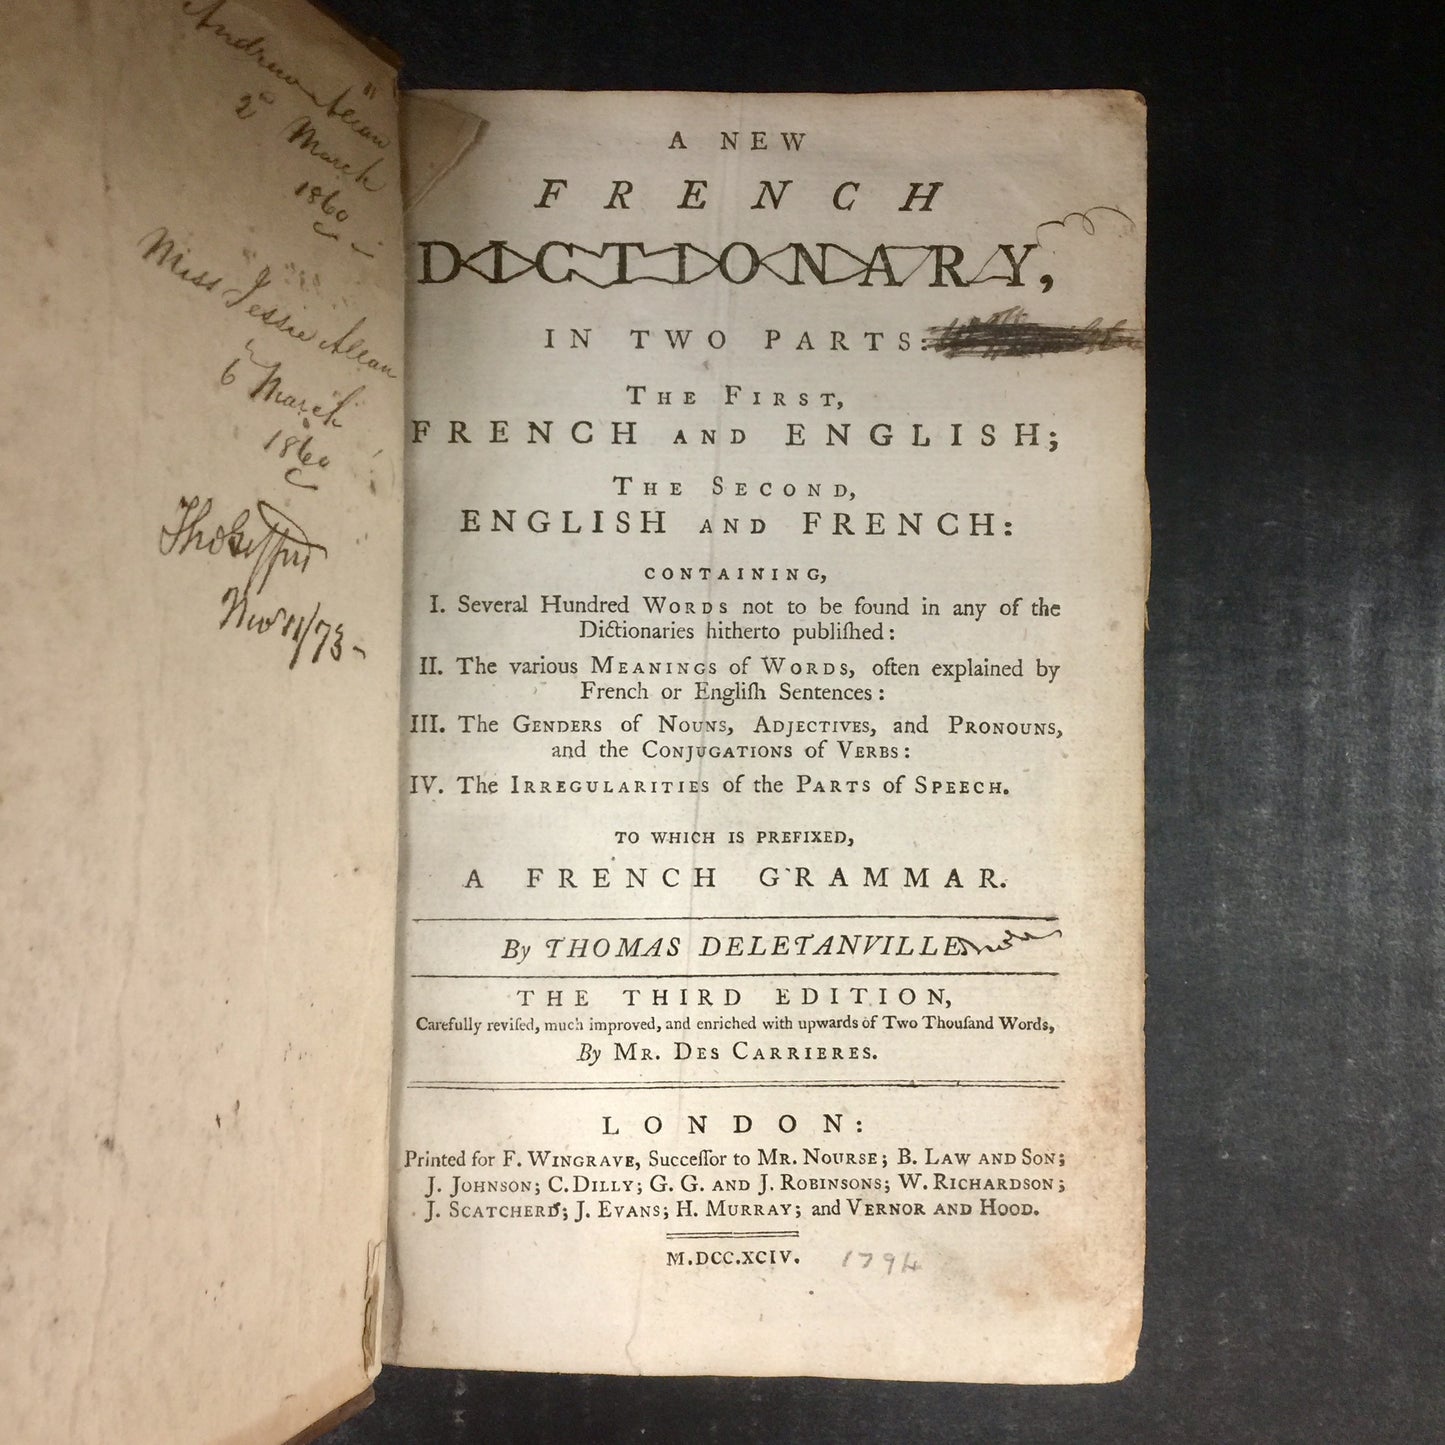 Andrew
2d March
1860
Miss Jessie
6 March
1860
Nov 11/73
A NEW
FRENCH
DICTIONARY,
IN TWO PARTS:
THE FIRST,
FRENCH AND ENGLISH;
THE SECOND,
ENGLISH AND FRENCH:
CONTAINING,
I. Several Hundred WORDS not to be found in any of the
Dictionaries hitherto publiſhed:
II. The various MEANINGS of WORDS, often explained by
French or Engliſh Sentences:
III. The GENDERS of NOUNS, ADJECTIVES, and PRONOUNS,
and the CONJUGATIONS of VERBS:
IV. The IRREGULARITIES of the PARTS of SPEECH.
TO WHICH IS PREFIXED,
A FRENCH GRAMMAR.
By THOMAS DELETANVILLE
THE THIRD EDITION,
Carefully reviſed, much improved, and enriched with upwards of Two Thouſand Words,
By MR. DES CARRIERES.
LONDON:
Printed for F. WINGRAVE, Succeſſor to MR. NOURSE; B. LAW AND SON;
J. JOHNSON; C. DILLY; G. G. AND J. ROBINSONS; W. RICHARDSON;
J. SCATCHERD; J. EVANS; H. MURRAY; and VERNOR AND HOOD.
M.DCC.XCIV. 1794